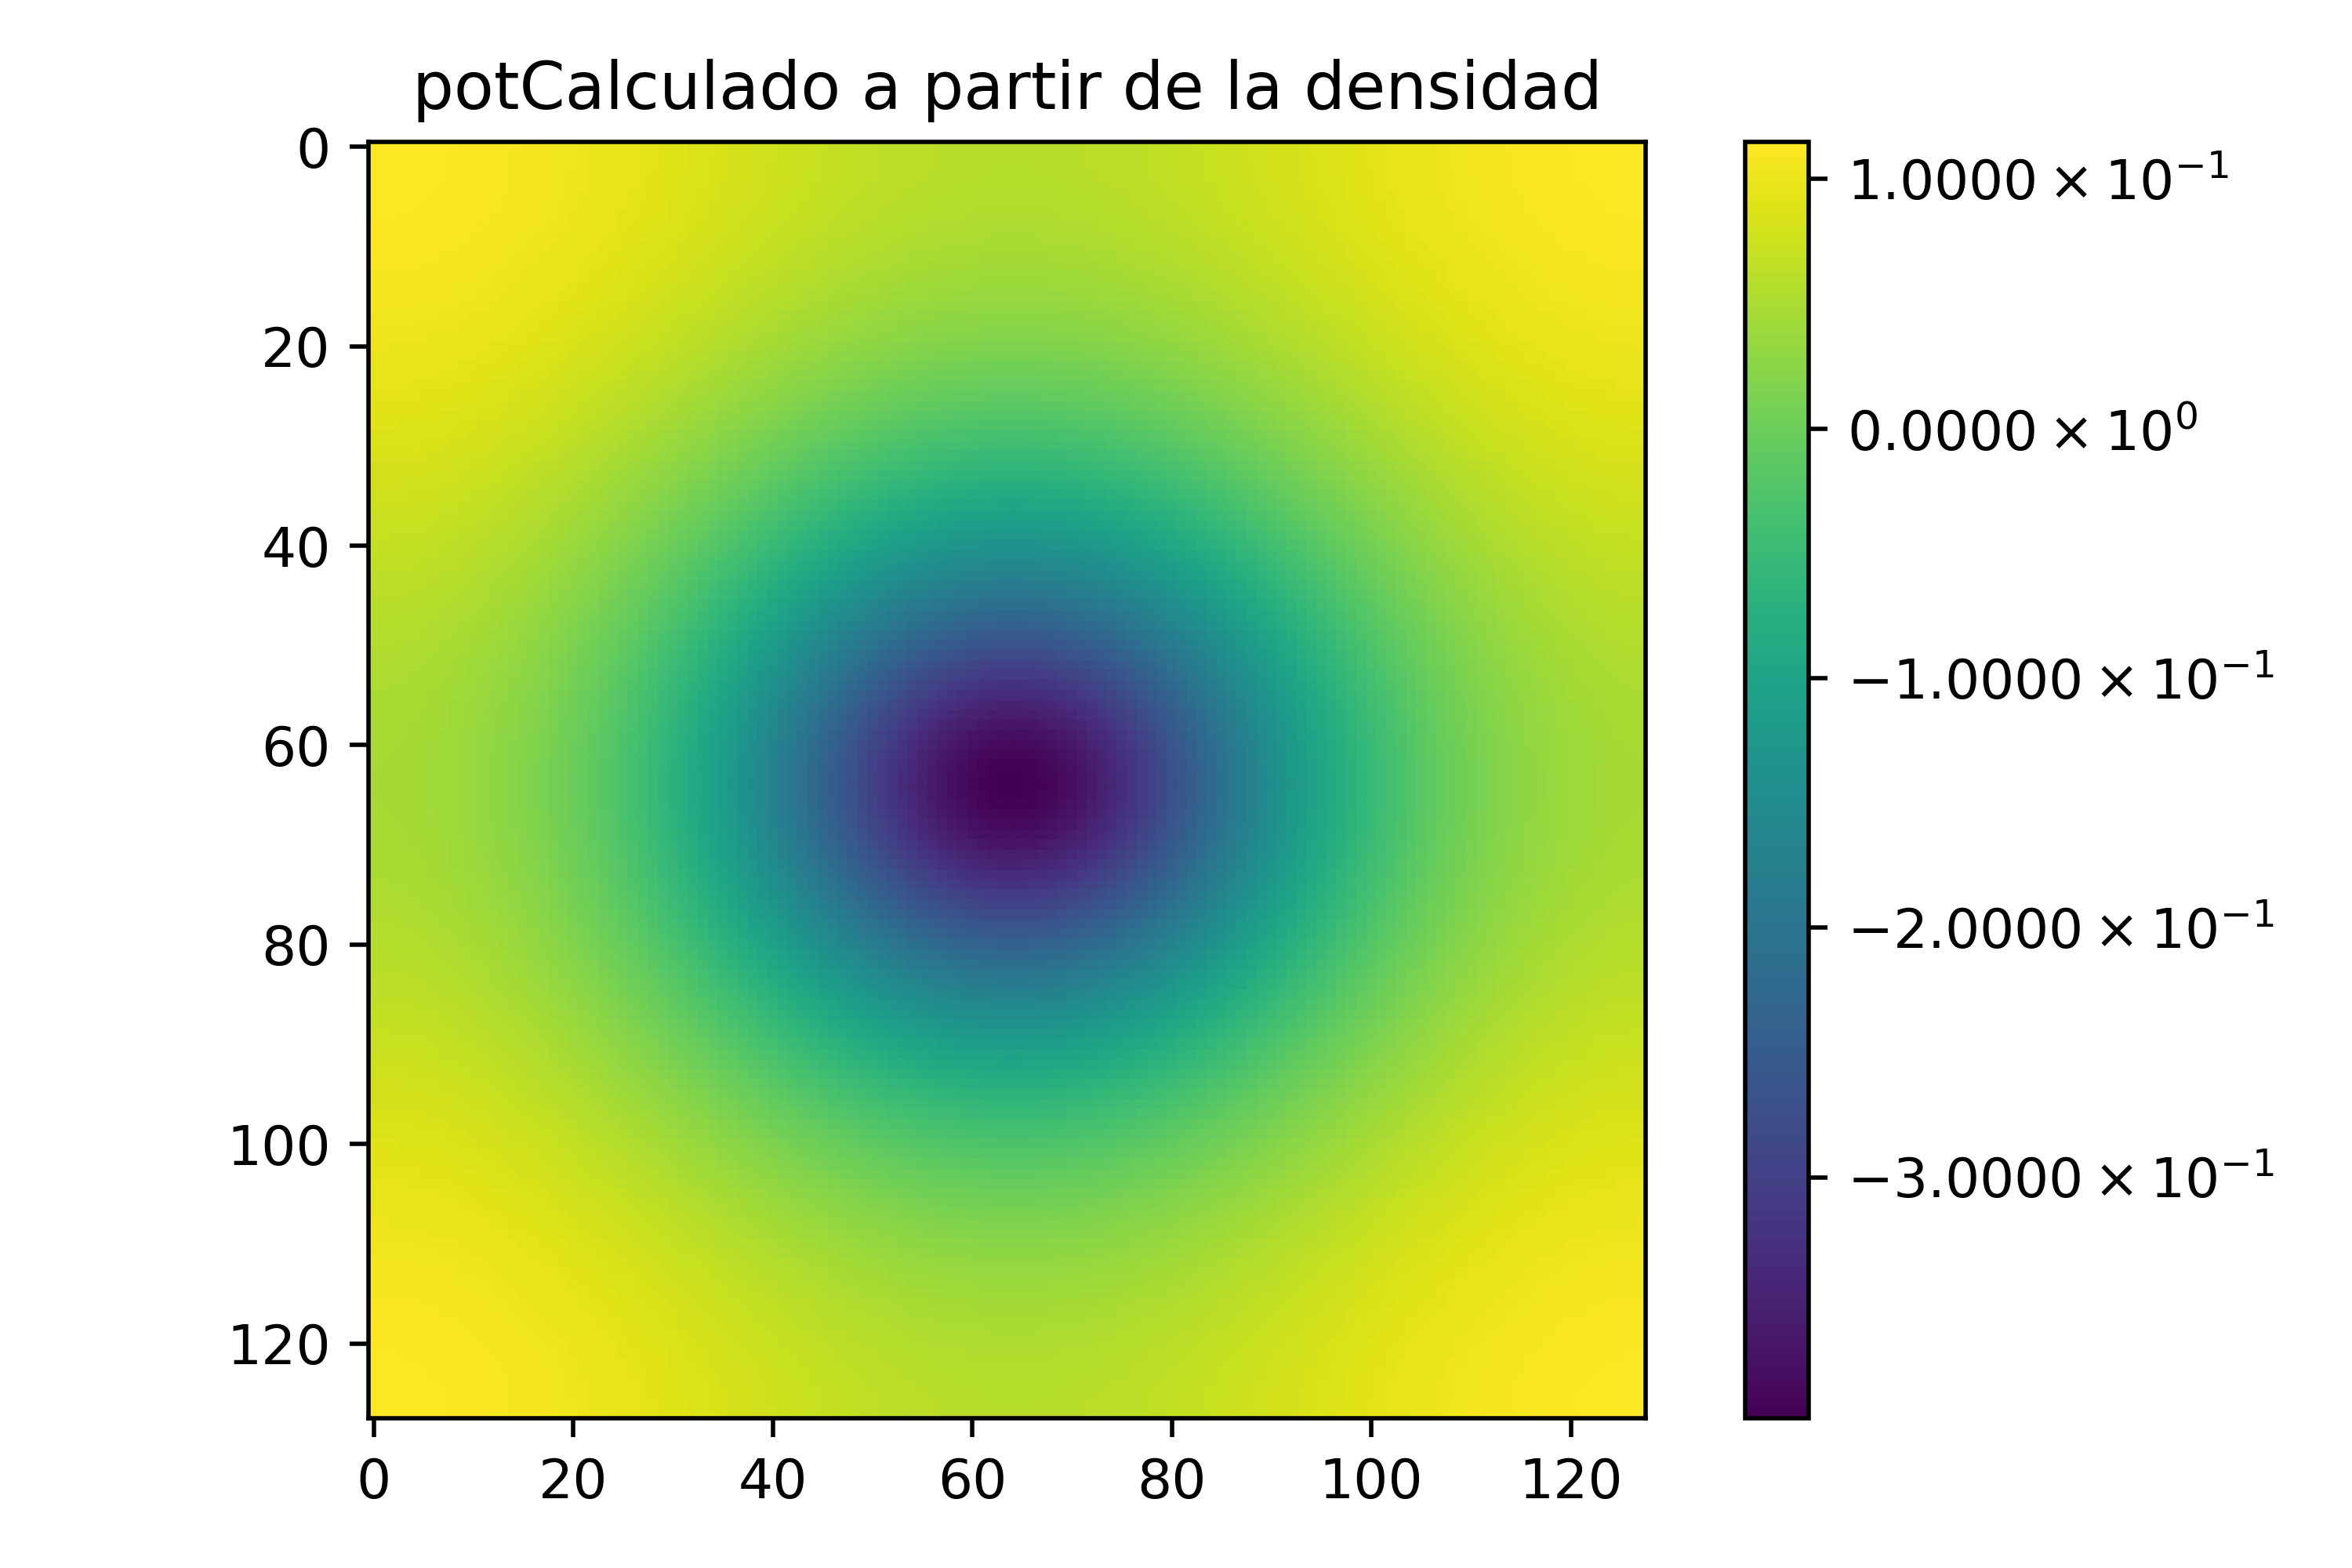 potCalculado a partir de la densidad
0
20
40
60
80
100
120
0 20 40 60 80 100 120
1.0000 × 10⁻¹
0.0000 × 10⁰
−1.0000 × 10⁻¹
−2.0000 × 10⁻¹
−3.0000 × 10⁻¹